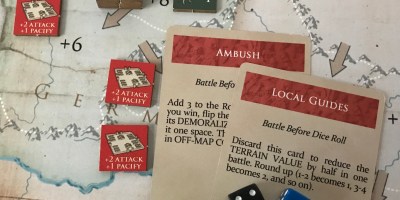 +2 ATTACK
+1 PACIFY
+6
+8
+2 ATTACK
+1 PACIFY
G E R M
+2 ATTACK
+1 PACIFY
AMBUSH
Battle Befo
Add 3 to the Ro
you win, flip the
its DEMORALIZ
it one space. Th
in OFF-MAP C
LOCAL GUIDES
Battle Before Dice Roll
Discard this card to reduce the
TERRAIN VALUE by half in one
battle. Round up (1-2 becomes 1, 3-4
becomes 2, and so on).